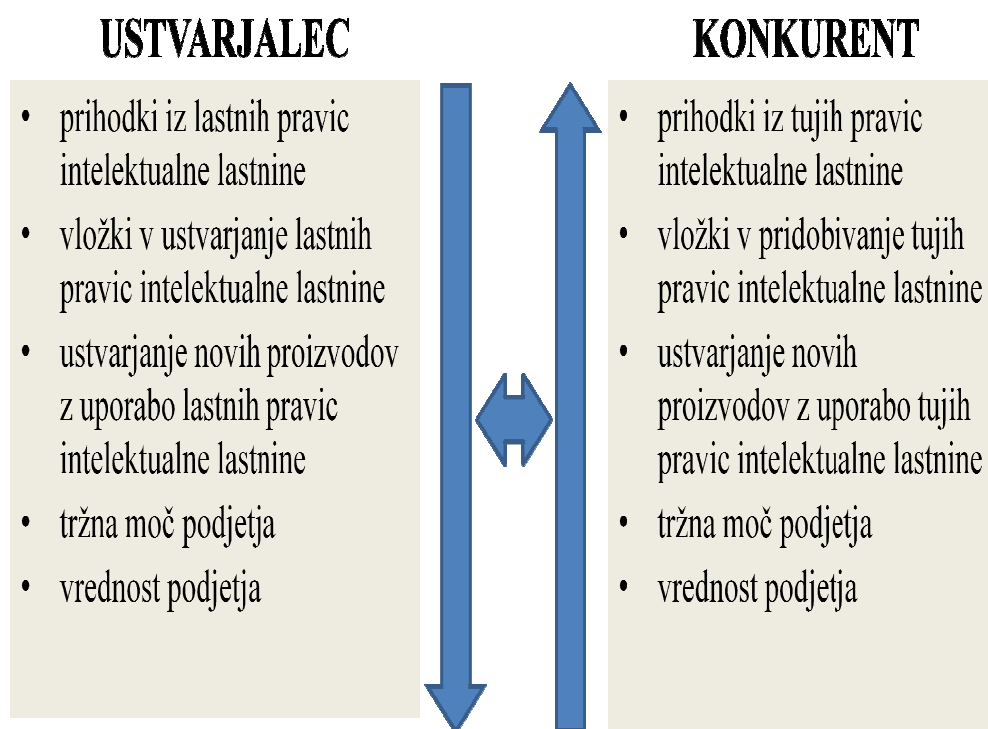 USTVARJALEC
• prihodki iz lastnih pravic
intelektualne lastnine
• vložki v ustvarjanje lastnih
pravic intelektualne lastnine
• ustvarjanje novih proizvodov
z uporabo lastnih pravic
intelektualne lastnine
• tržna moč podjetja
• vrednost podjetja
KONKURENT
• prihodki iz tujih pravic
intelektualne lastnine
• vložki v pridobivanje tujih
pravic intelektualne lastnine
• ustvarjanje novih
proizvodov z uporabo tujih
pravic intelektualne lastnine
• tržna moč podjetja
• vrednost podjetja